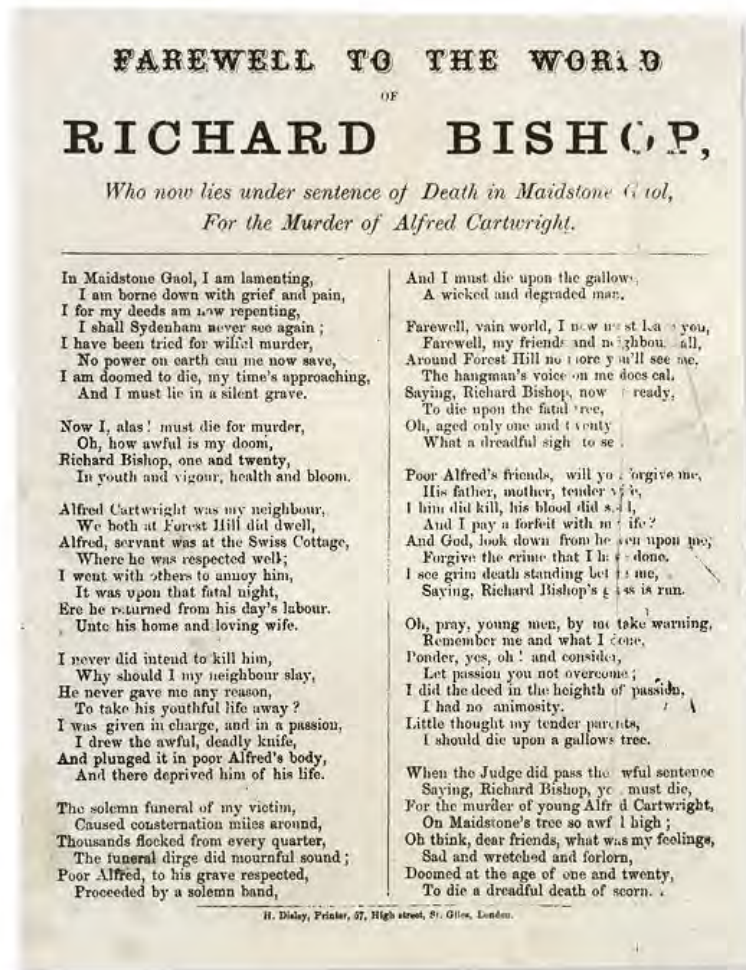 FAREWELL TO THE WORLD
OF
RICHARD BISHOP,
Who now lies under sentence of Death in Maidstone Gaol,
For the Murder of Alfred Cartwright.
In Maidstone Gaol, I am lamenting,
I am borne down with grief and pain,
I for my deeds am now repenting,
I shall Sydenham never see again ;
I have been tried for wilful murder,
No power on earth can me now save,
I am doomed to die, my time's approaching,
And I must lie in a silent grave.
Now I, alas ! must die for murder,
Oh, how awful is my doom,
Richard Bishop, one and twenty,
In youth and vigour, health and bloom.
Alfred Cartwright was my neighbour,
We both at Forest Hill did dwell,
Alfred, servant was at the Swiss Cottage,
Where he was respected well;
I went with others to annoy him,
It was upon that fatal night,
Ere he returned from his day's labour.
Unto his home and loving wife.
I never did intend to kill him,
Why should I my neighbour slay,
He never gave me any reason,
To take his youthful life away ?
I was given in charge, and in a passion,
I drew the awful, deadly knife,
And plunged it in poor Alfred's body,
And there deprived him of his life.
The solemn funeral of my victim,
Caused consternation miles around,
Thousands flocked from every quarter,
The funeral dirge did mournful sound ;
Poor Alfred, to his grave respected,
Proceeded by a solemn band,
And I must die upon the gallows,
A wicked and degraded man.
Farewell, vain world, I now must leave you,
Farewell, my friends and neighbours all,
Around Forest Hill no more you'll see me.
The hangman's voice on me does call,
Saying, Richard Bishop, now ready,
To die upon the fatal tree,
Oh, aged only one and twenty
What a dreadful sight to see.
Poor Alfred's friends, will you forgive me,
His father, mother, tender wife,
I him did kill, his blood did spill,
And I pay a forfeit with my life?
And God, look down from heaven upon me,
Forgive the crime that I have done.
I see grim death standing before me,
Saying, Richard Bishop's glass is run.
Oh, pray, young men, by me take warning,
Remember me and what I done,
Ponder, yes, oh ! and consider,
Let passion you not overcome ;
I did the deed in the heighth of passion,
I had no animosity.
Little thought my tender parents,
I should die upon a gallows tree.
When the Judge did pass the awful sentence
Saying, Richard Bishop, you must die,
For the murder of young Alfred Cartwright,
On Maidstone's tree so awful high ;
Oh think, dear friends, what was my feelings,
Sad and wretched and forlorn,
Doomed at the age of one and twenty,
To die a dreadful death of scorn.
H. Disley, Printer, 57, High street, St. Giles, London.